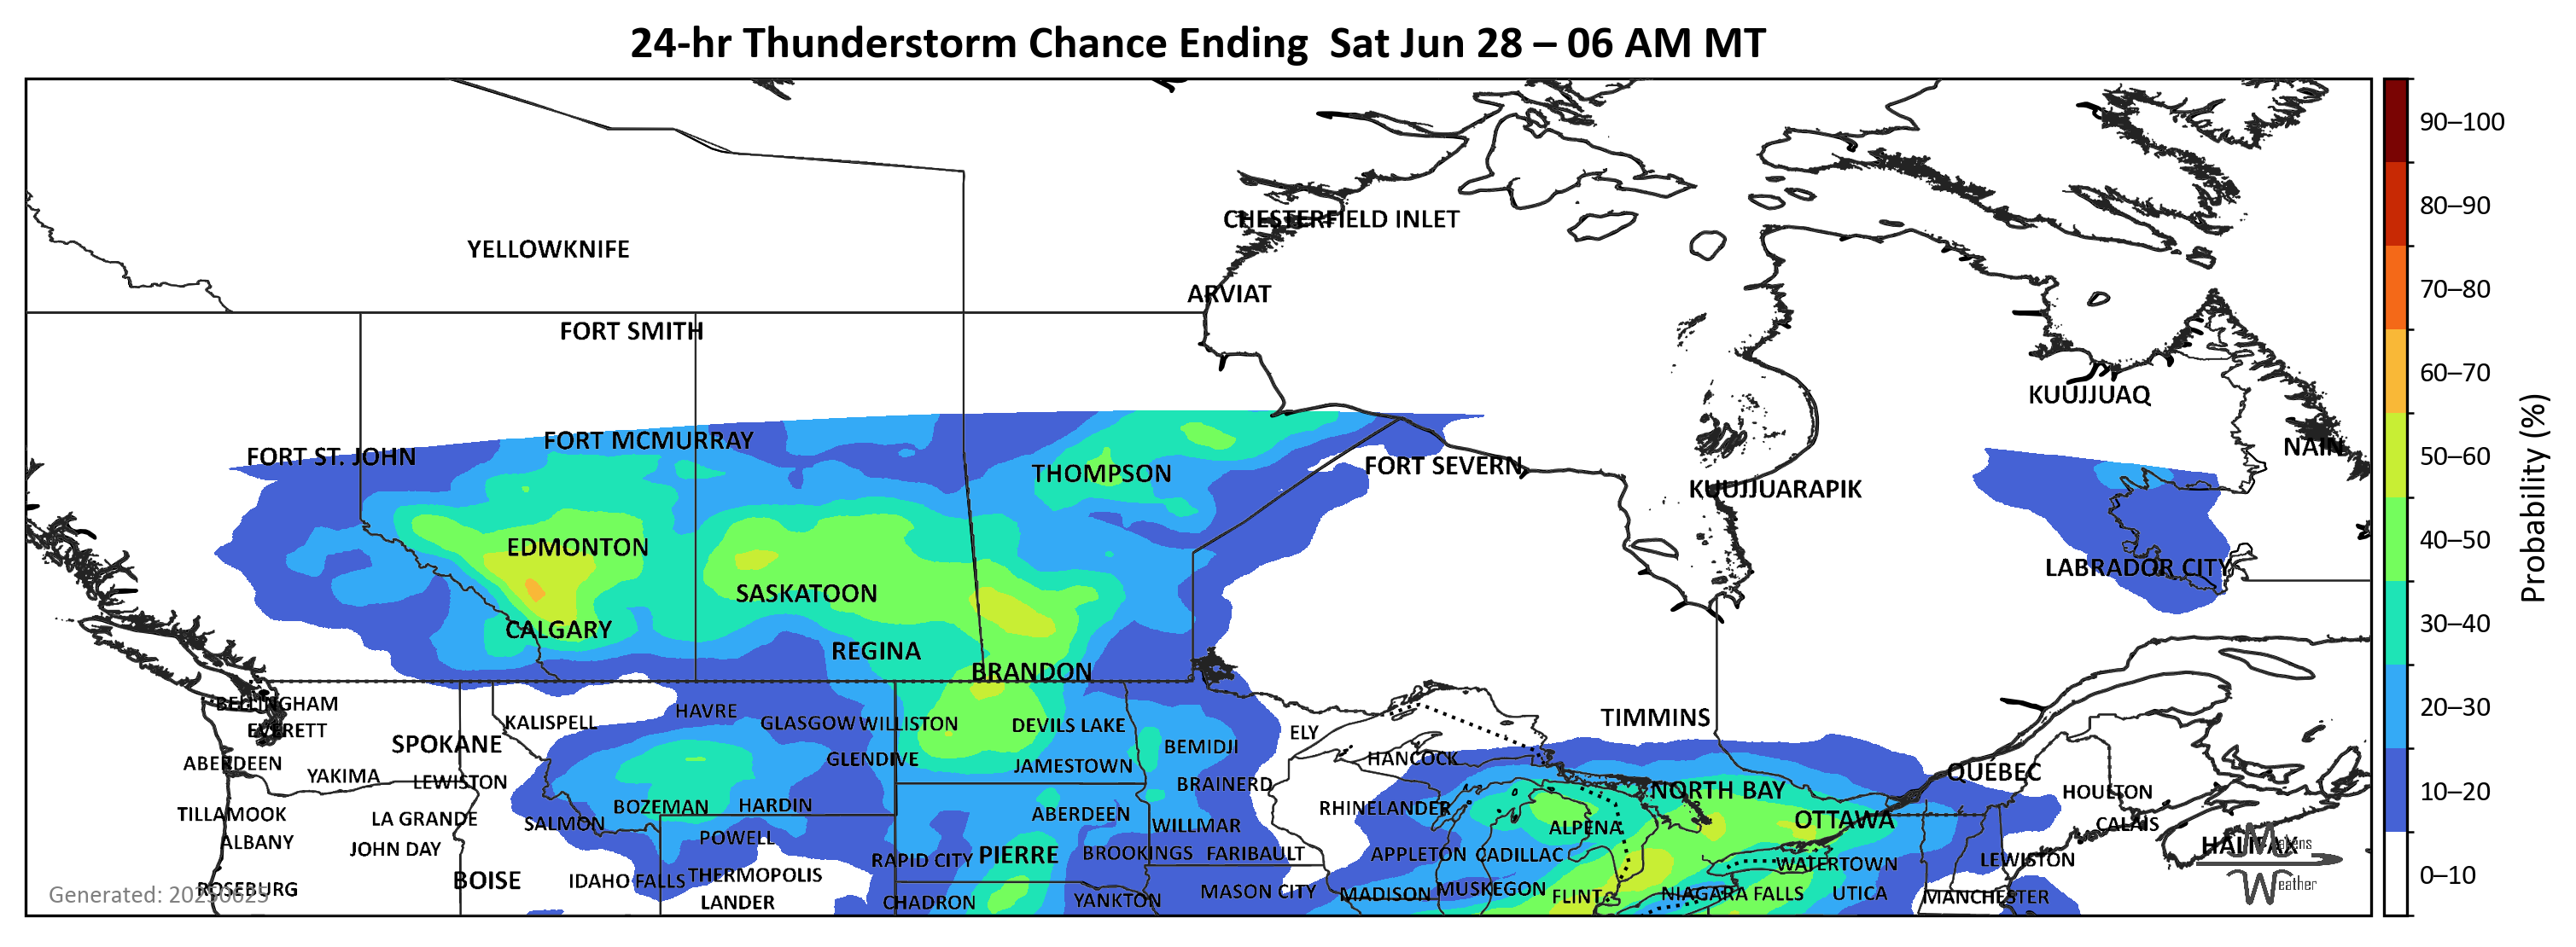 24-hr Thunderstorm Chance Ending  Sat Jun 28 – 06 AM MT
90–100
80–90
70–80
60–70
50–60
40–50
30–40
20–30
10–20
0–10
Probability (%)
CHESTERFIELD INLET
YELLOWKNIFE
ARVIAT
FORT SMITH
KUUJJUAQ
FORT MCMURRAY
NAIN
FORT ST. JOHN
FORT SEVERN
THOMPSON
KUUJJUARAPIK
EDMONTON
LABRADOR CITY
SASKATOON
CALGARY
REGINA
BRANDON
BELLINGHAM
HAVRE
TIMMINS
KALISPELL
GLASGOW
WILLISTON
DEVILS LAKE
EVERETT
ELY
SPOKANE
BEMIDJI
GLENDIVE
HANCOCK
ABERDEEN
JAMESTOWN
QUÉBEC
YAKIMA
LEWISTON
BRAINERD
NORTH BAY
HOULTON
BOZEMAN
HARDIN
RHINELANDER
TILLAMOOK
ABERDEEN
LA GRANDE
SALMON
WILLMAR
ALPENA
OTTAWA
CALAIS
POWELL
ALBANY
JOHN DAY
HALIFAX
RAPID CITY
PIERRE
BROOKINGS
FARIBAULT
APPLETON
CADILLAC
WATERTOWN
LEWISTON
BOISE
IDAHO FALLS
THERMOPOLIS
ROSEBURG
MASON CITY
MADISON
MUSKEGON
FLINT
NIAGARA FALLS
UTICA
MANCHESTER
LANDER
CHADRON
YANKTON
Generated: 20250625
Weather